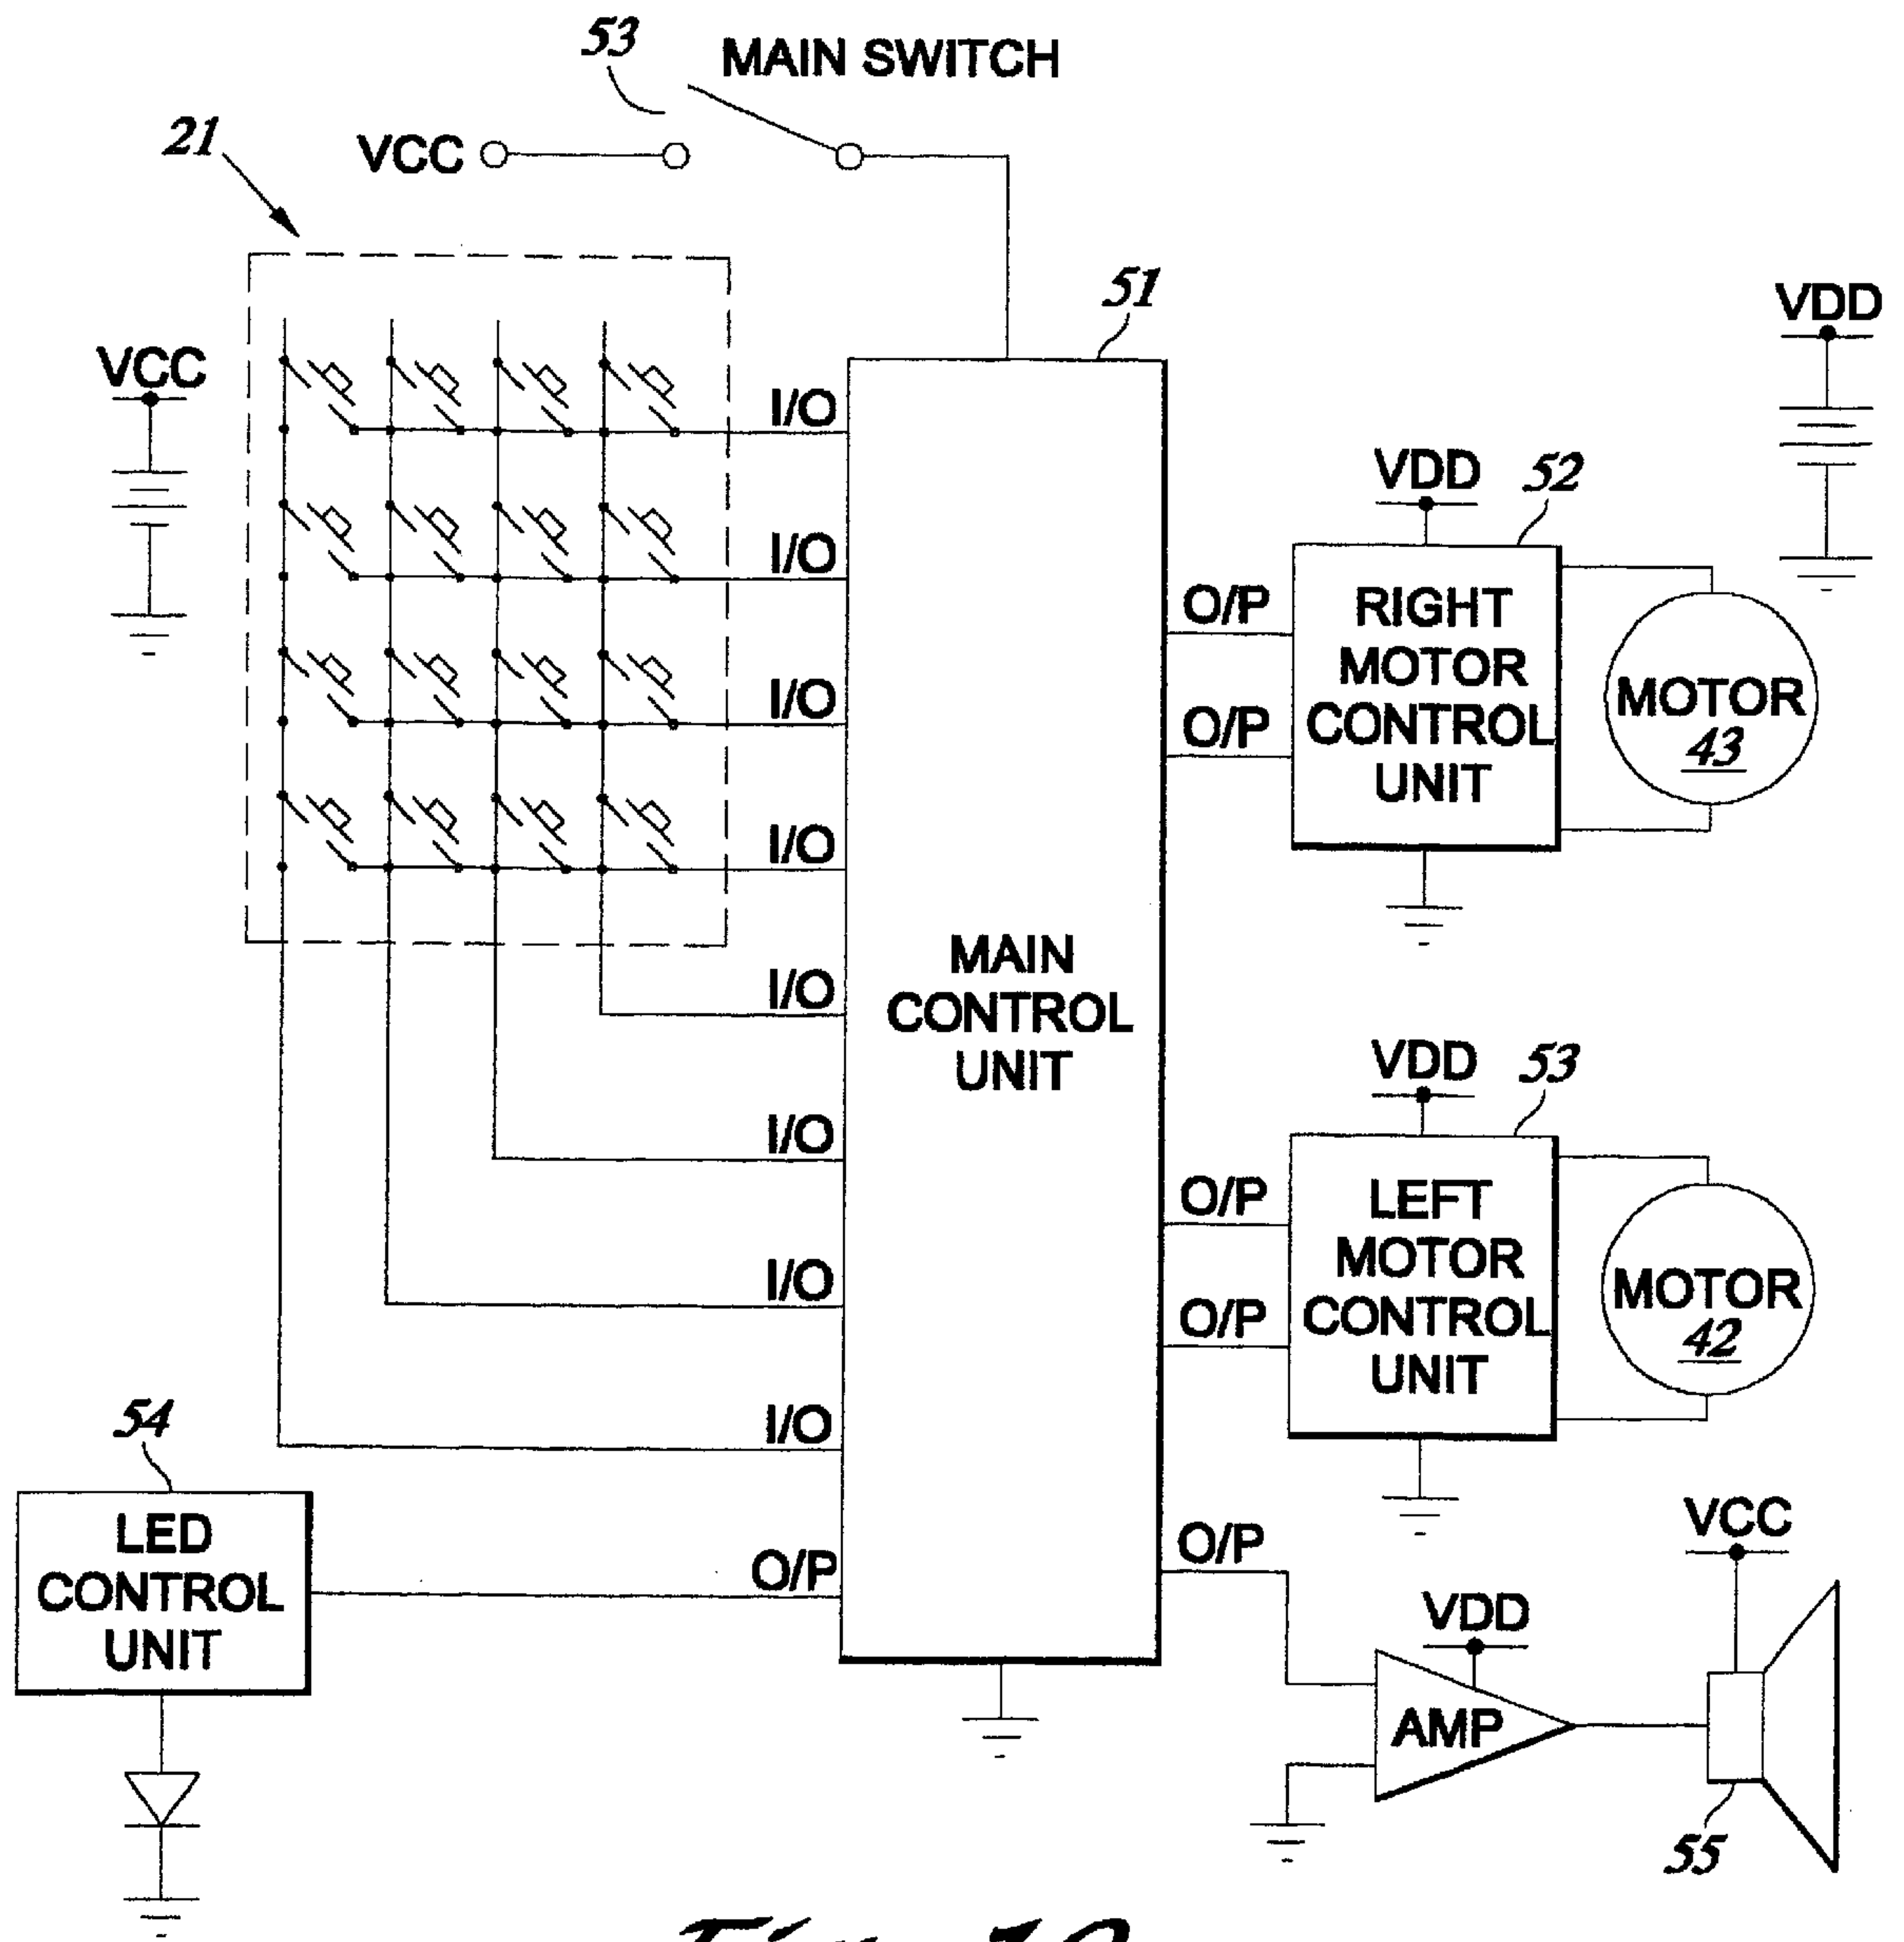 53
MAIN SWITCH
21
VCC
51
VDD
VCC
I/O
I/O
I/O
I/O
I/O
I/O
I/O
I/O
O/P
MAIN
CONTROL
UNIT
VDD
52
O/P
O/P
RIGHT
MOTOR
CONTROL
UNIT
MOTOR
43
VDD
53
O/P
O/P
LEFT
MOTOR
CONTROL
UNIT
MOTOR
42
54
LED
CONTROL
UNIT
O/P
VDD
AMP
VCC
55